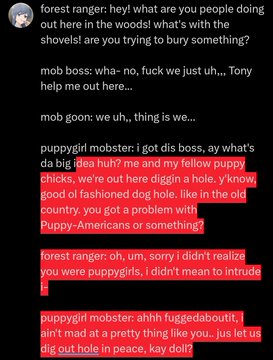 forest ranger: hey! what are you people doing
out here in the woods! what's with the
shovels! are you trying to bury something?
mob boss: wha- no, fuck we just uh,,, Tony
help me out here...
mob goon: we uh,, thing is we...
puppygirl mobster: i got dis boss, ay what's
da big idea huh? me and my fellow puppy
chicks, we're out here diggin a hole. y'know,
good ol fashioned dog hole. like in the old
country. you got a problem with
Puppy-Americans or something?
forest ranger: oh, um, sorry i didn't realize
you were puppygirls, i didn't mean to intrude
i-
puppygirl mobster: ahhh fuggedaboutit, i
ain't mad at a pretty thing like you.. jus let us
dig out hole in peace, kay doll?